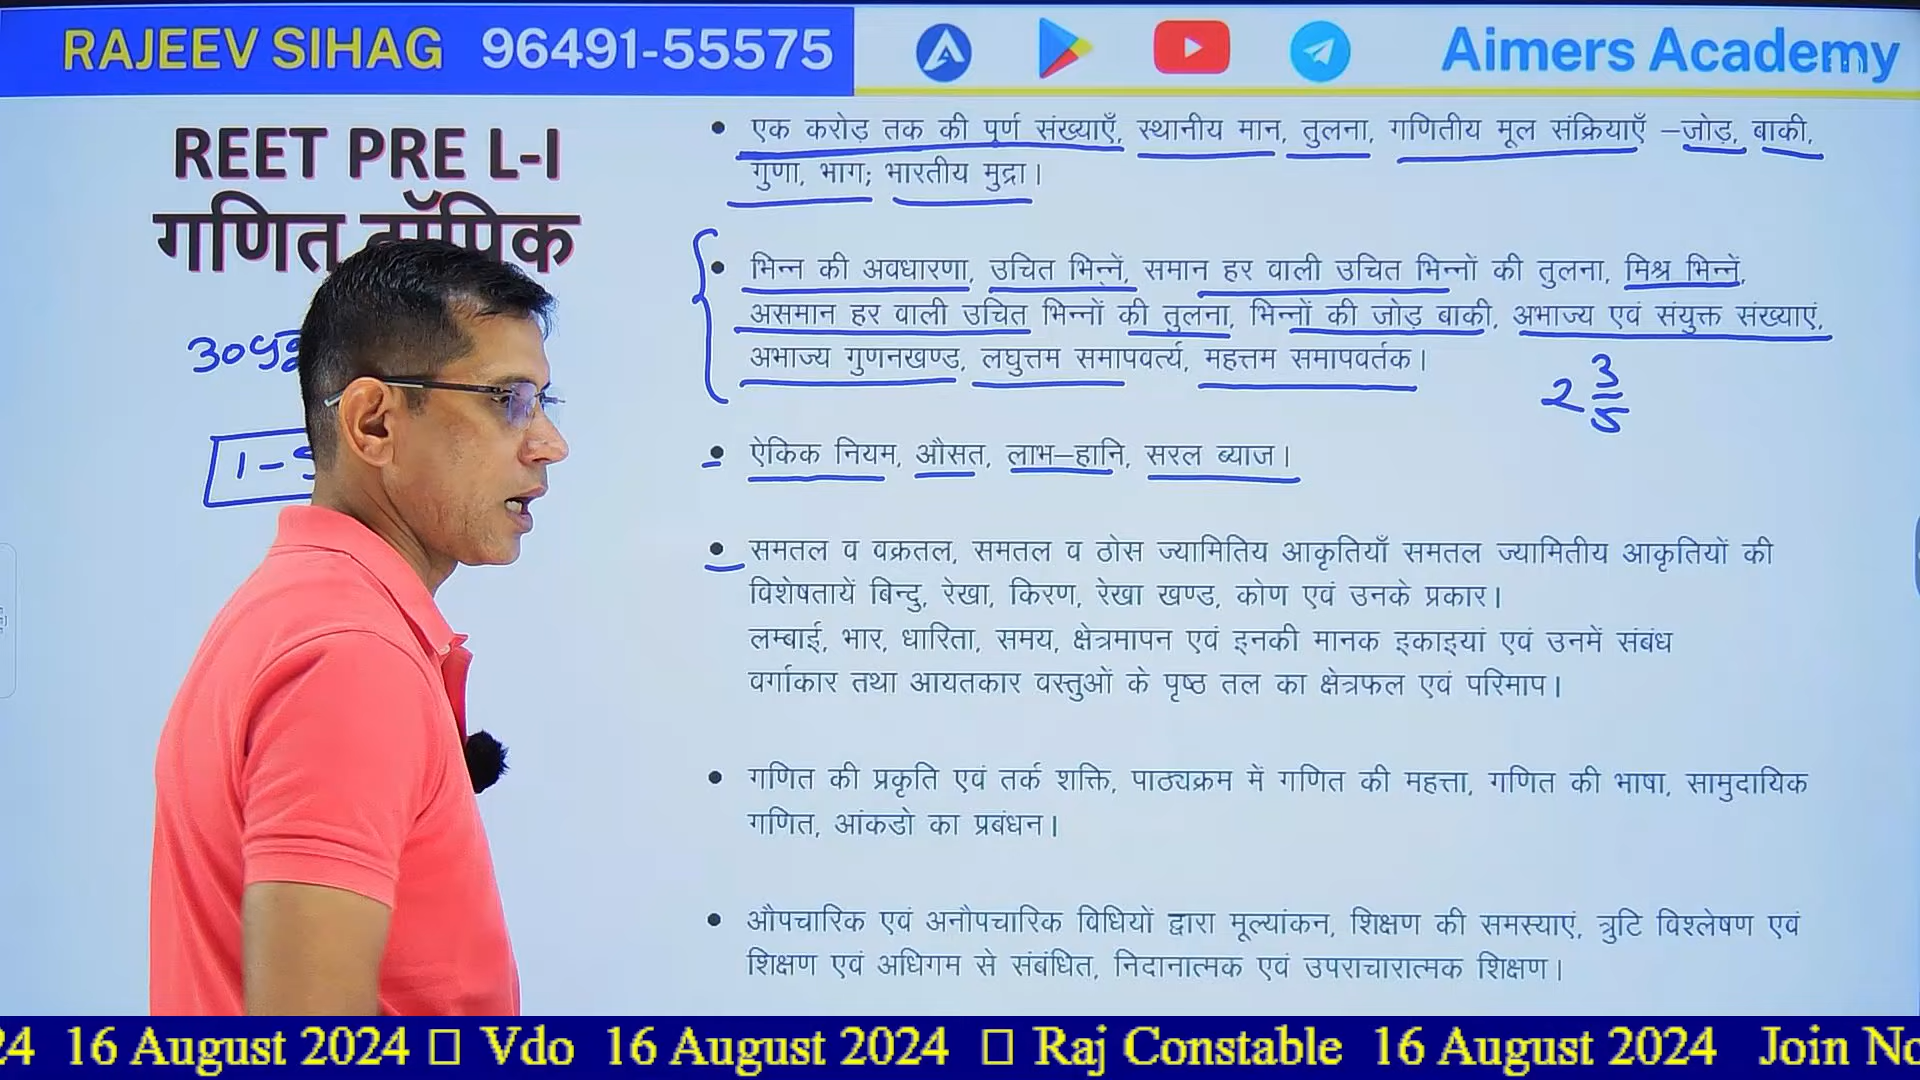 RAJEEV SIHAG 96491-55575 Aimers Academy
REET PRE L-I
गणित टॉपिक
• एक करोड़ तक की पूर्ण संख्याएँ, स्थानीय मान, तुलना, गणितीय मूल संक्रियाएँ –जोड़, बाकी,
गुणा, भाग; भारतीय मुद्रा।
• भिन्न की अवधारणा, उचित भिन्नें, समान हर वाली उचित भिन्नों की तुलना, मिश्र भिन्नें,
असमान हर वाली उचित भिन्नों की तुलना, भिन्नों की जोड़ बाकी, अभाज्य एवं संयुक्त संख्याएं,
अभाज्य गुणनखण्ड, लघुत्तम समापवर्त्य, महत्तम समापवर्तक।
2 3/5
• ऐकिक नियम, औसत, लाभ–हानि, सरल ब्याज।
• समतल व वक्रतल, समतल व ठोस ज्यामितिय आकृतियाँ समतल ज्यामितीय आकृतियों की
विशेषतायें बिन्दु, रेखा, किरण, रेखा खण्ड, कोण एवं उनके प्रकार।
लम्बाई, भार, धारिता, समय, क्षेत्रमापन एवं इनकी मानक इकाइयां एवं उनमें संबंध
वर्गाकार तथा आयतकार वस्तुओं के पृष्ठ तल का क्षेत्रफल एवं परिमाप।
• गणित की प्रकृति एवं तर्क शक्ति, पाठ्यक्रम में गणित की महत्ता, गणित की भाषा, सामुदायिक
गणित, आंकडो का प्रबंधन।
• औपचारिक एवं अनौपचारिक विधियों द्वारा मूल्यांकन, शिक्षण की समस्याएं, त्रुटि विश्लेषण एवं
शिक्षण एवं अधिगम से संबंधित, निदानात्मक एवं उपराचारात्मक शिक्षण।
24 16 August 2024 □ Vdo 16 August 2024 □ Raj Constable 16 August 2024 Join